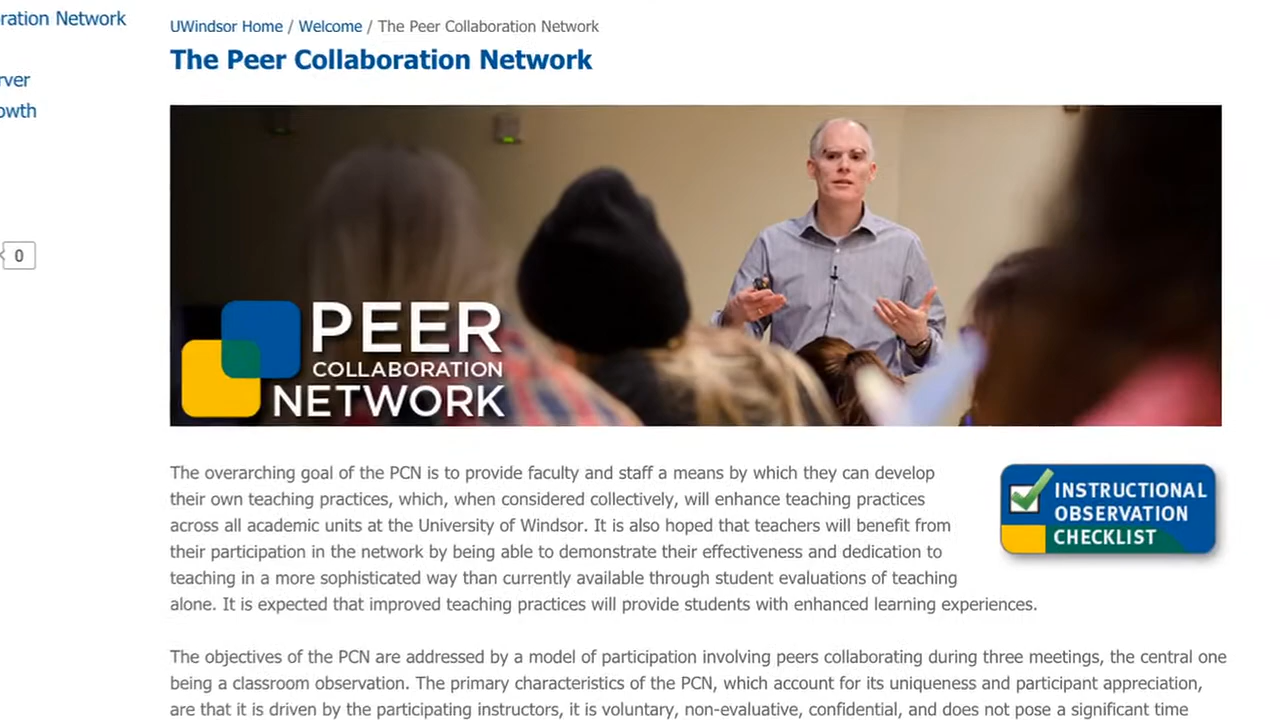 ration Network
rver
owth
0
UWindsor Home / Welcome / The Peer Collaboration Network
The Peer Collaboration Network
PEER
COLLABORATION
NETWORK
The overarching goal of the PCN is to provide faculty and staff a means by which they can develop
their own teaching practices, which, when considered collectively, will enhance teaching practices
across all academic units at the University of Windsor. It is also hoped that teachers will benefit from
their participation in the network by being able to demonstrate their effectiveness and dedication to
teaching in a more sophisticated way than currently available through student evaluations of teaching
alone. It is expected that improved teaching practices will provide students with enhanced learning experiences.
INSTRUCTIONAL
OBSERVATION
CHECKLIST
The objectives of the PCN are addressed by a model of participation involving peers collaborating during three meetings, the central one
being a classroom observation. The primary characteristics of the PCN, which account for its uniqueness and participant appreciation,
are that it is driven by the participating instructors, it is voluntary, non-evaluative, confidential, and does not pose a significant time